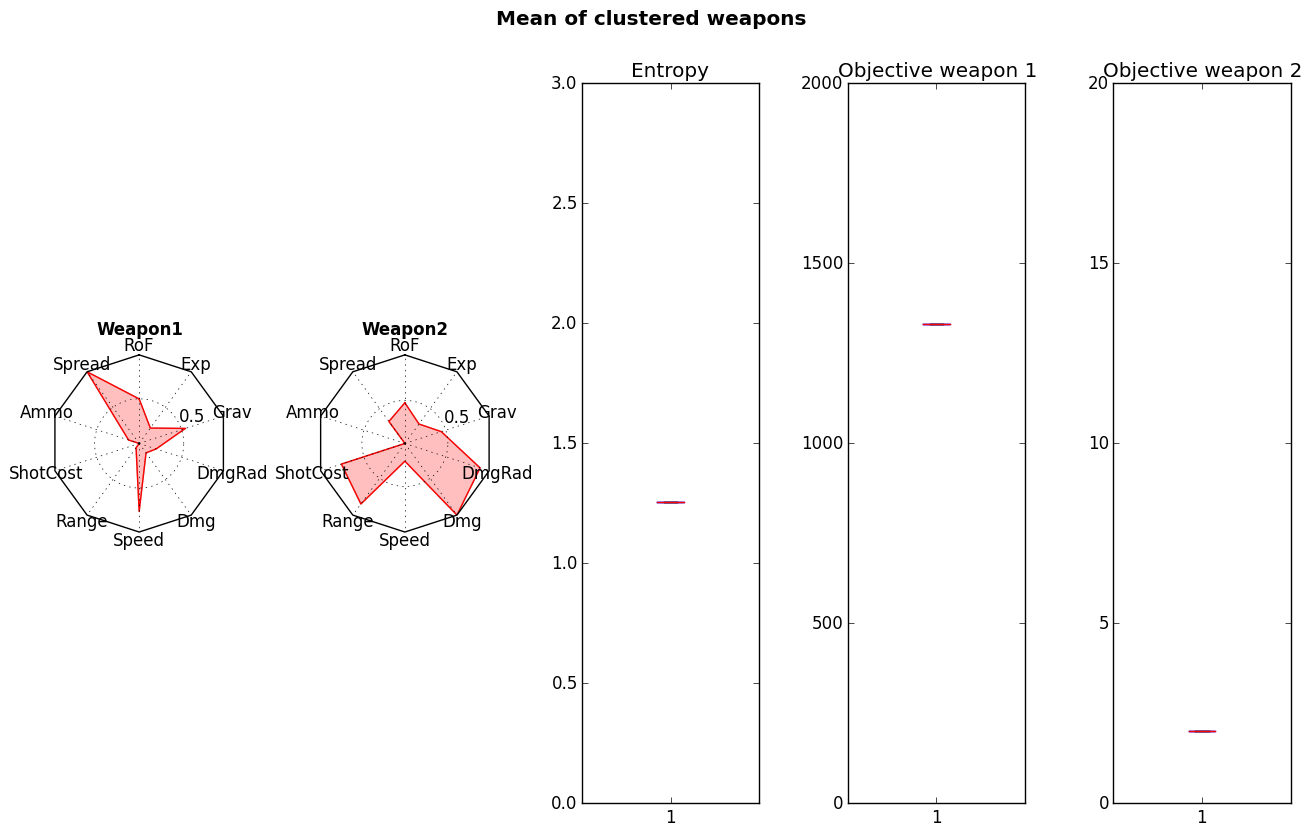 Mean of clustered weapons
Weapon1
RoF
Spread
Exp
Ammo
0.5
Grav
ShotCost
DmgRad
Range
Dmg
Speed
Weapon2
RoF
Spread
Exp
Ammo
0.5
Grav
ShotCost
DmgRad
Range
Dmg
Speed
Entropy
3.0
2.5
2.0
1.5
1.0
0.5
0.0
1
Objective weapon 1
2000
1500
1000
500
0
1
Objective weapon 2
20
15
10
5
0
1